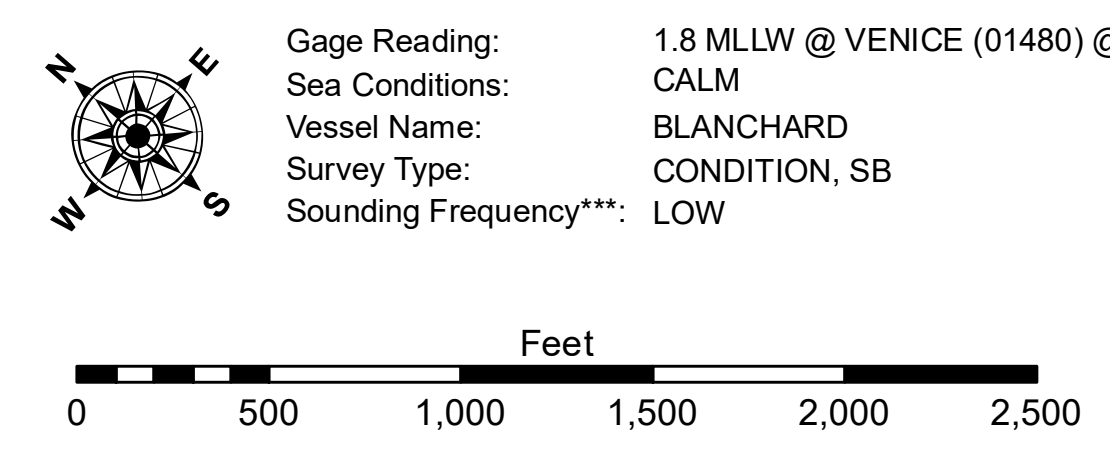 N E
W S
Gage Reading: 1.8 MLLW @ VENICE (01480) @
Sea Conditions: CALM
Vessel Name: BLANCHARD
Survey Type: CONDITION, SB
Sounding Frequency***: LOW
Feet
0 500 1,000 1,500 2,000 2,500